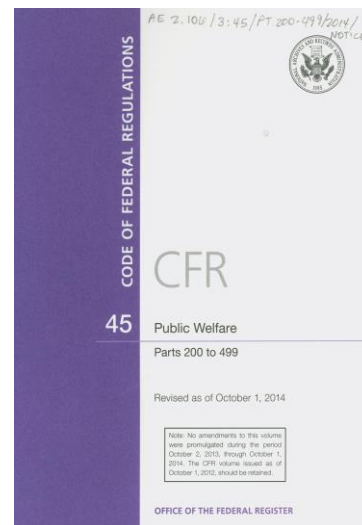 AE 2.106/3:45/PT 200-499/2014/
NOTICE
CODE OF FEDERAL REGULATIONS
CFR
45
Public Welfare
Parts 200 to 499
Revised as of October 1, 2014
Note: No amendments to this volume
were promulgated during the period
October 2, 2013, through October 1,
2014. The CFR volume issued as of
October 1, 2012, should be retained.
OFFICE OF THE FEDERAL REGISTER